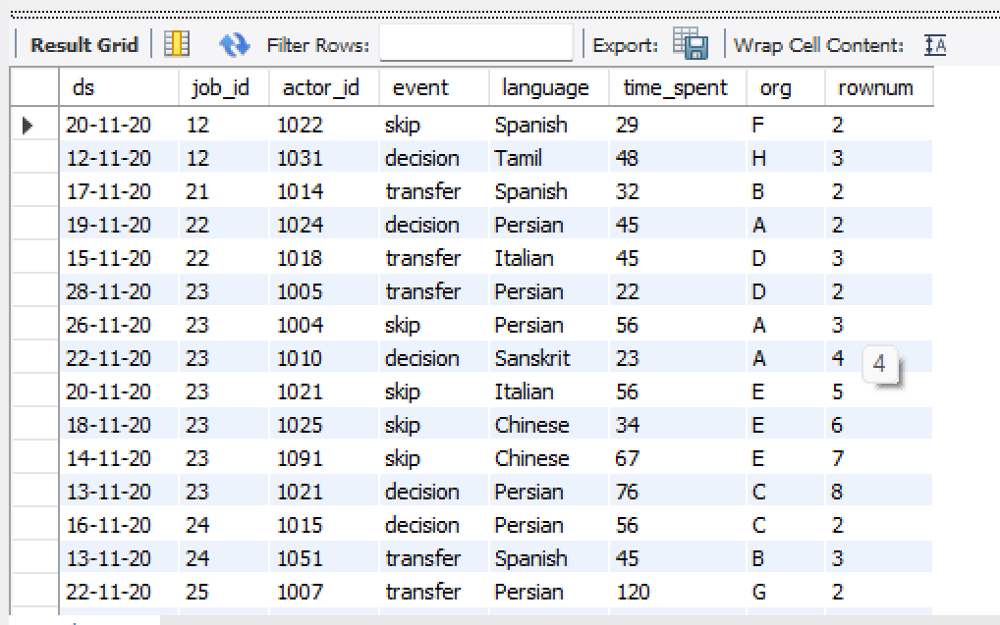 Result Grid Filter Rows: Export: Wrap Cell Content: IA
ds job_id actor_id event language time_spent org rownum
20-11-20 12 1022 skip Spanish 29 F 2
12-11-20 12 1031 decision Tamil 48 H 3
17-11-20 21 1014 transfer Spanish 32 B 2
19-11-20 22 1024 decision Persian 45 A 2
15-11-20 22 1018 transfer Italian 45 D 3
28-11-20 23 1005 transfer Persian 22 D 2
26-11-20 23 1004 skip Persian 56 A 3
22-11-20 23 1010 decision Sanskrit 23 A 4 4
20-11-20 23 1021 skip Italian 56 E 5
18-11-20 23 1025 skip Chinese 34 E 6
14-11-20 23 1091 skip Chinese 67 E 7
13-11-20 23 1021 decision Persian 76 C 8
16-11-20 24 1015 decision Persian 56 C 2
13-11-20 24 1051 transfer Spanish 45 B 3
22-11-20 25 1007 transfer Persian 120 G 2